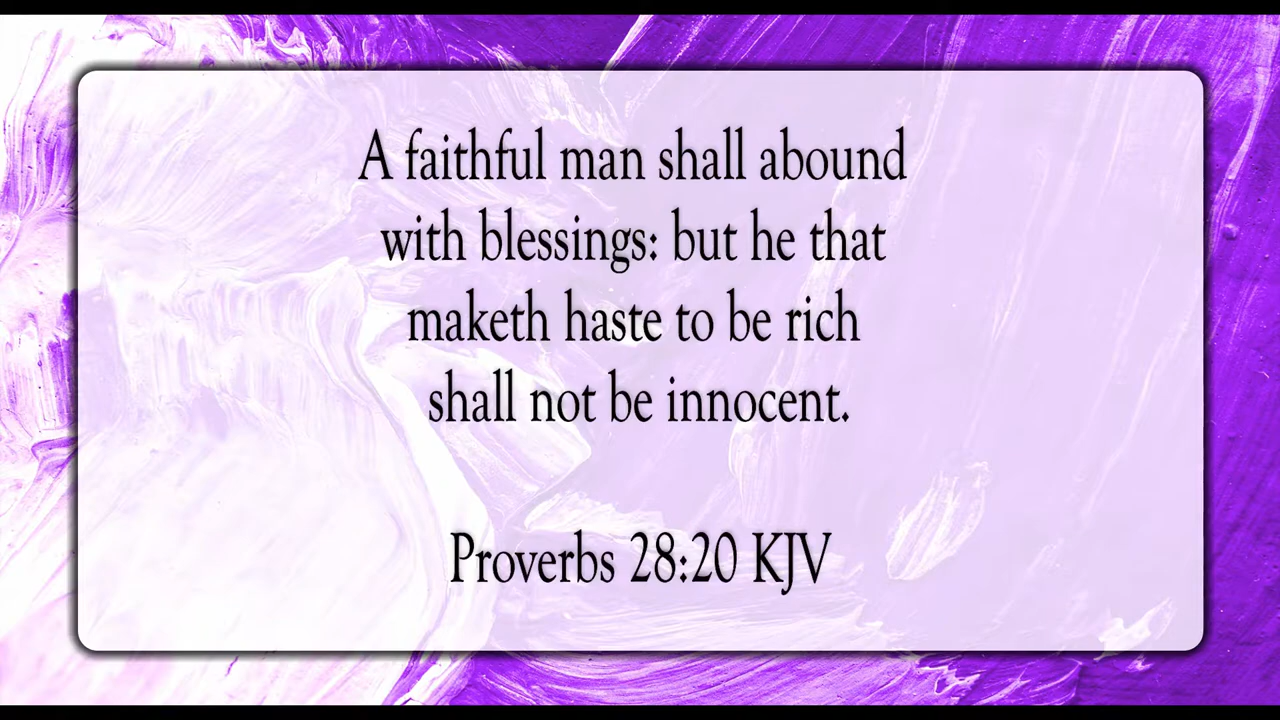 A faithful man shall abound
with blessings: but he that
maketh haste to be rich
shall not be innocent.
Proverbs 28:20 KJV